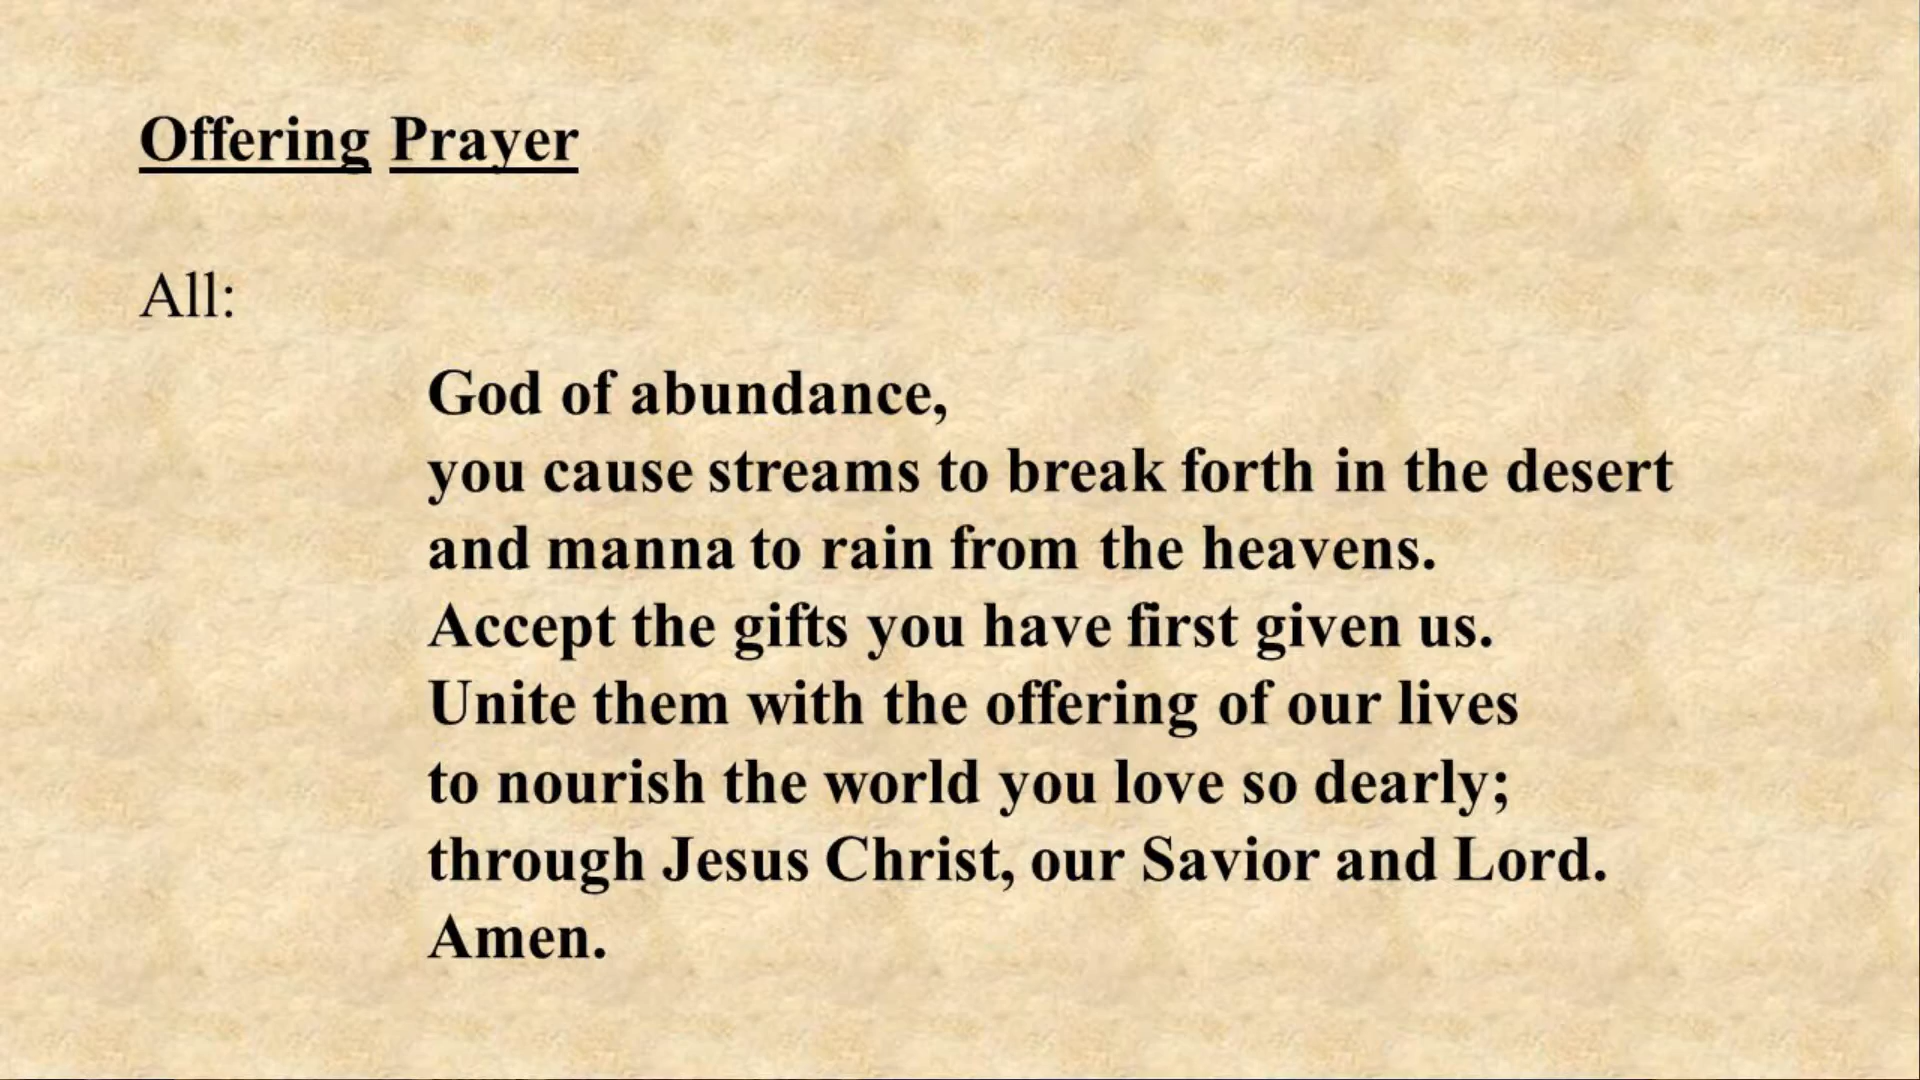 Offering Prayer
All:
God of abundance,
you cause streams to break forth in the desert
and manna to rain from the heavens.
Accept the gifts you have first given us.
Unite them with the offering of our lives
to nourish the world you love so dearly;
through Jesus Christ, our Savior and Lord.
Amen.